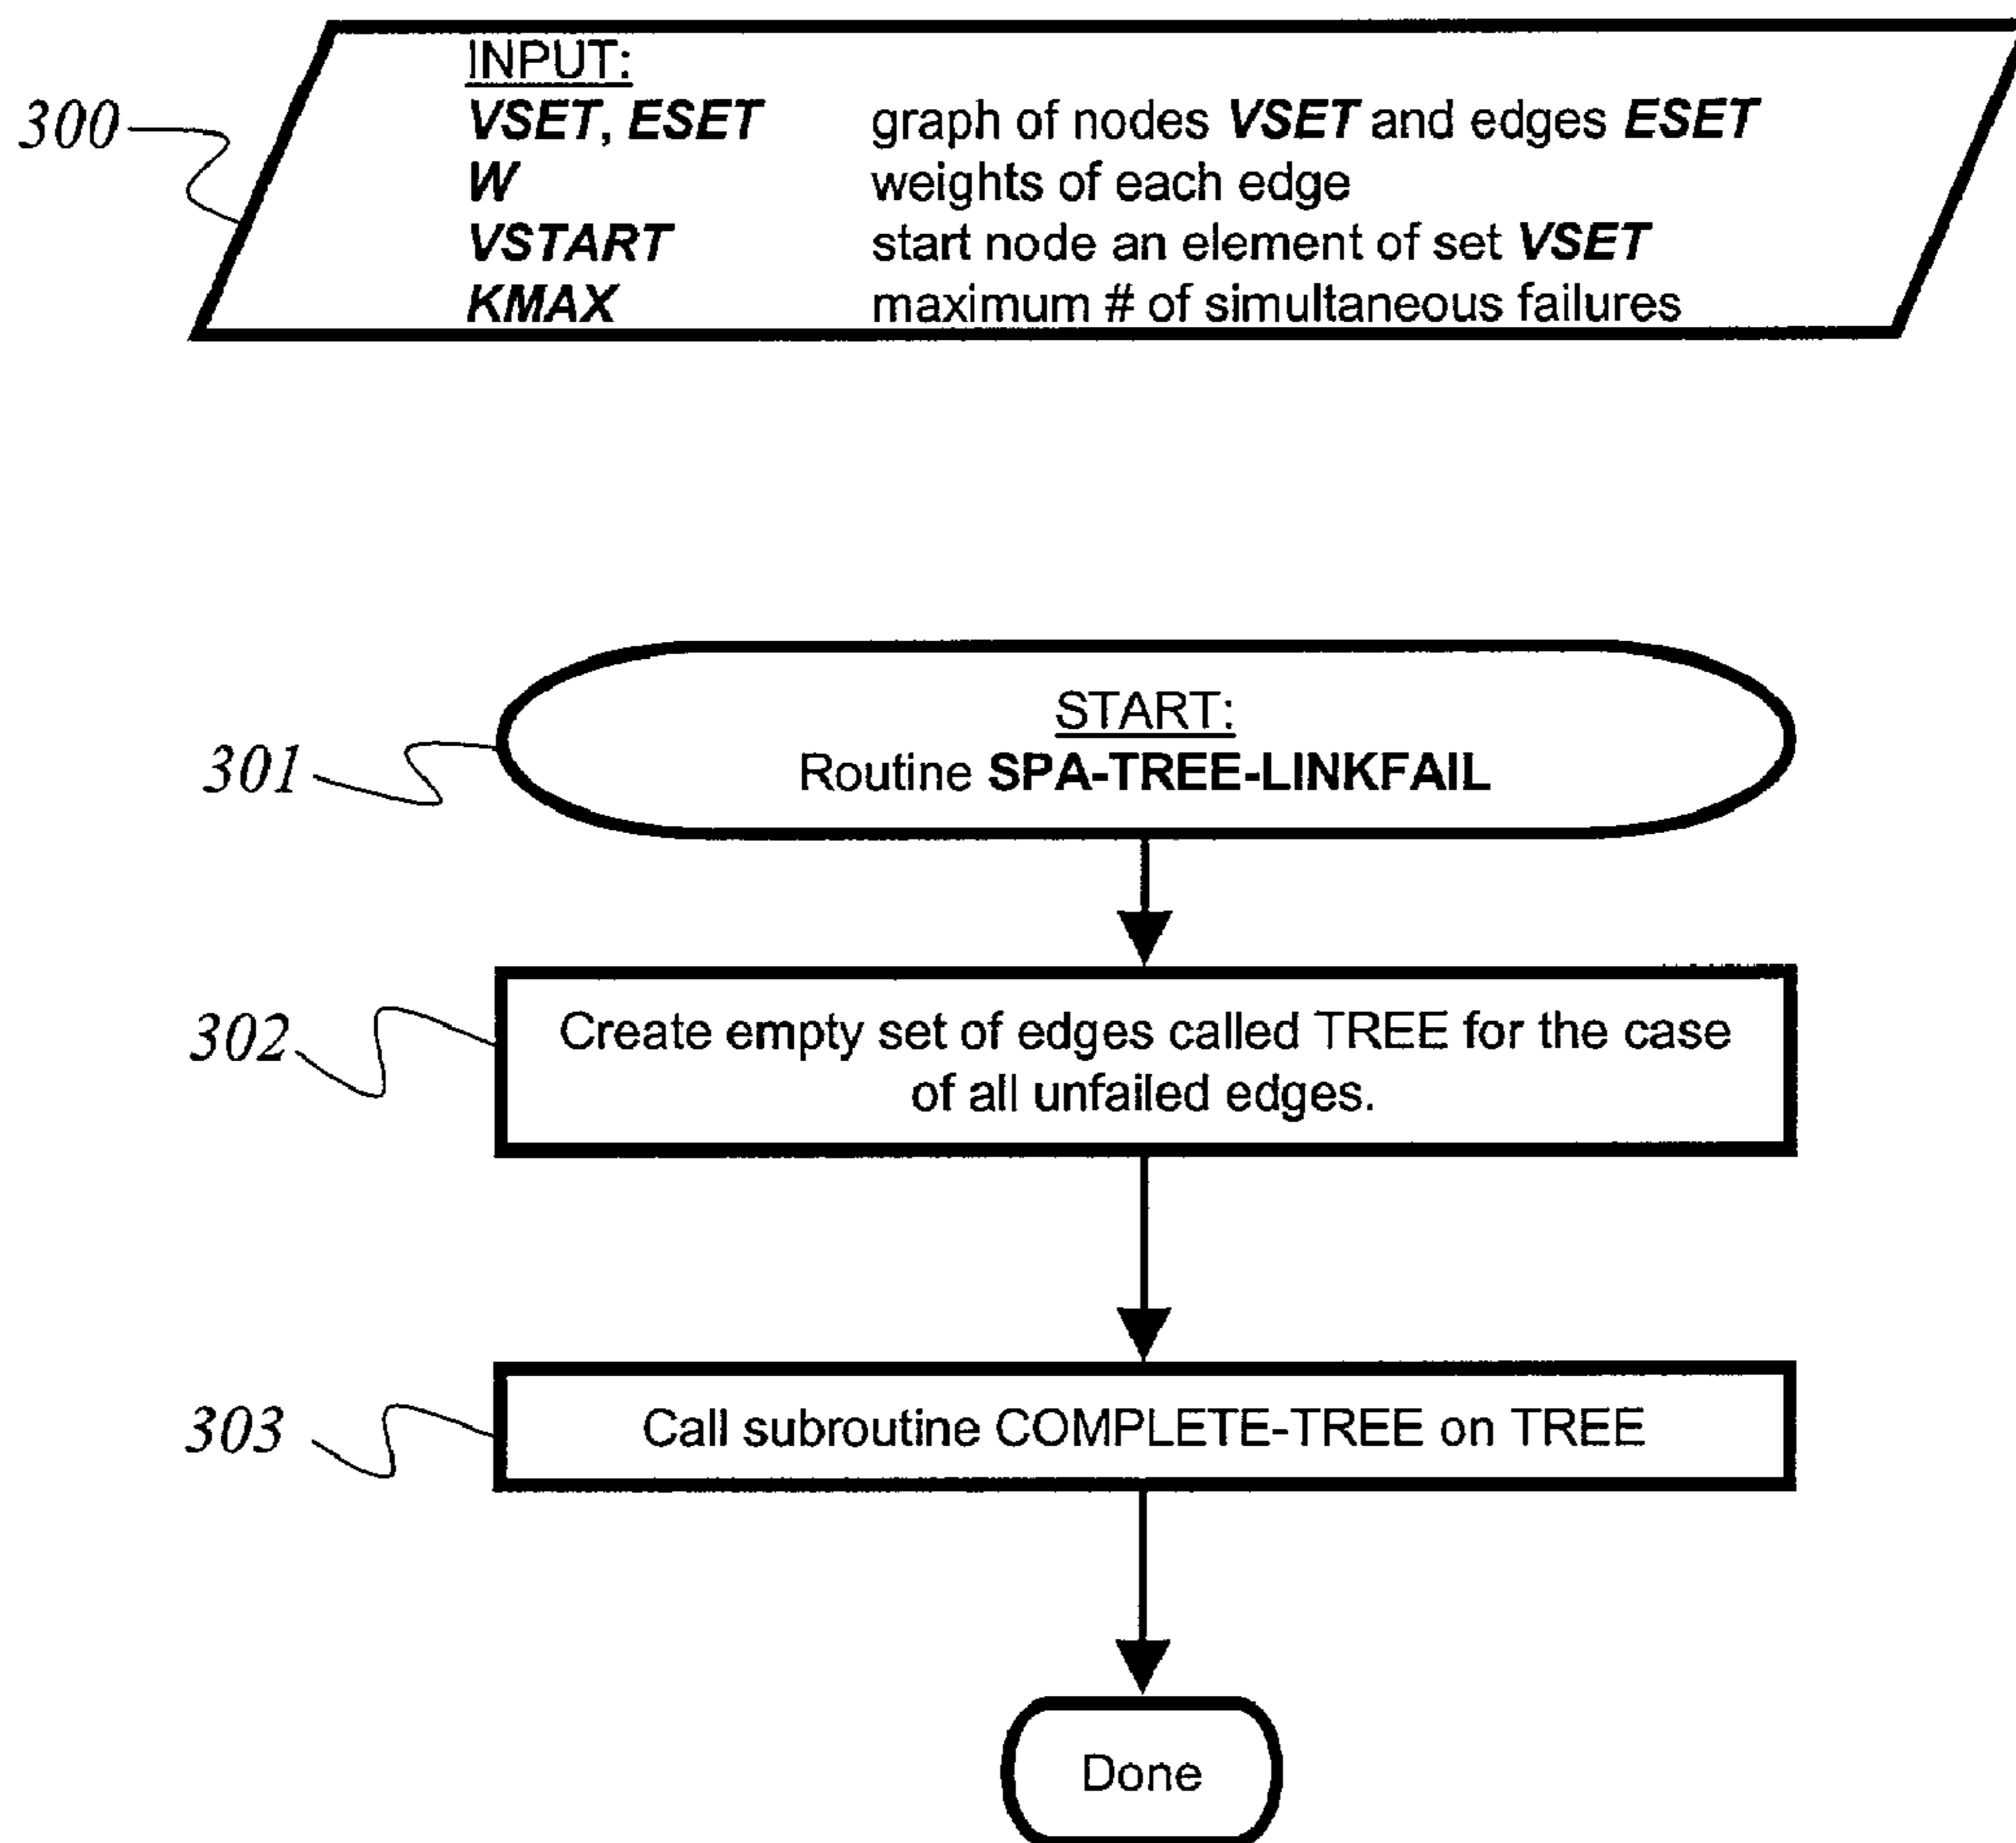 INPUT:
VSET, ESET graph of nodes VSET and edges ESET
300
W weights of each edge
VSTART start node an element of set VSET
KMAX maximum # of simultaneous failures
START:
301 Routine SPA-TREE-LINKFAIL
302 Create empty set of edges called TREE for the case
of all unfailed edges.
303 Call subroutine COMPLETE-TREE on TREE
Done